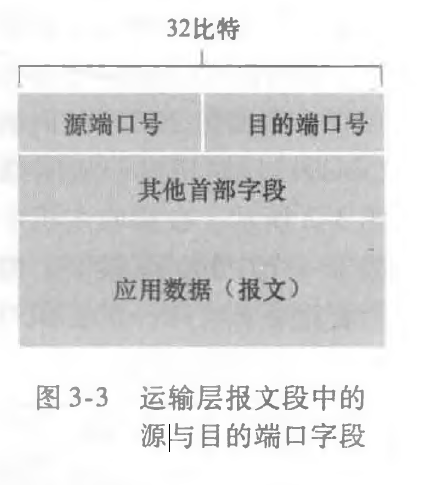 32比特
源端口号 目的端口号
其他首部字段
应用数据（报文）
图3-3 运输层报文段中的
源与目的端口字段